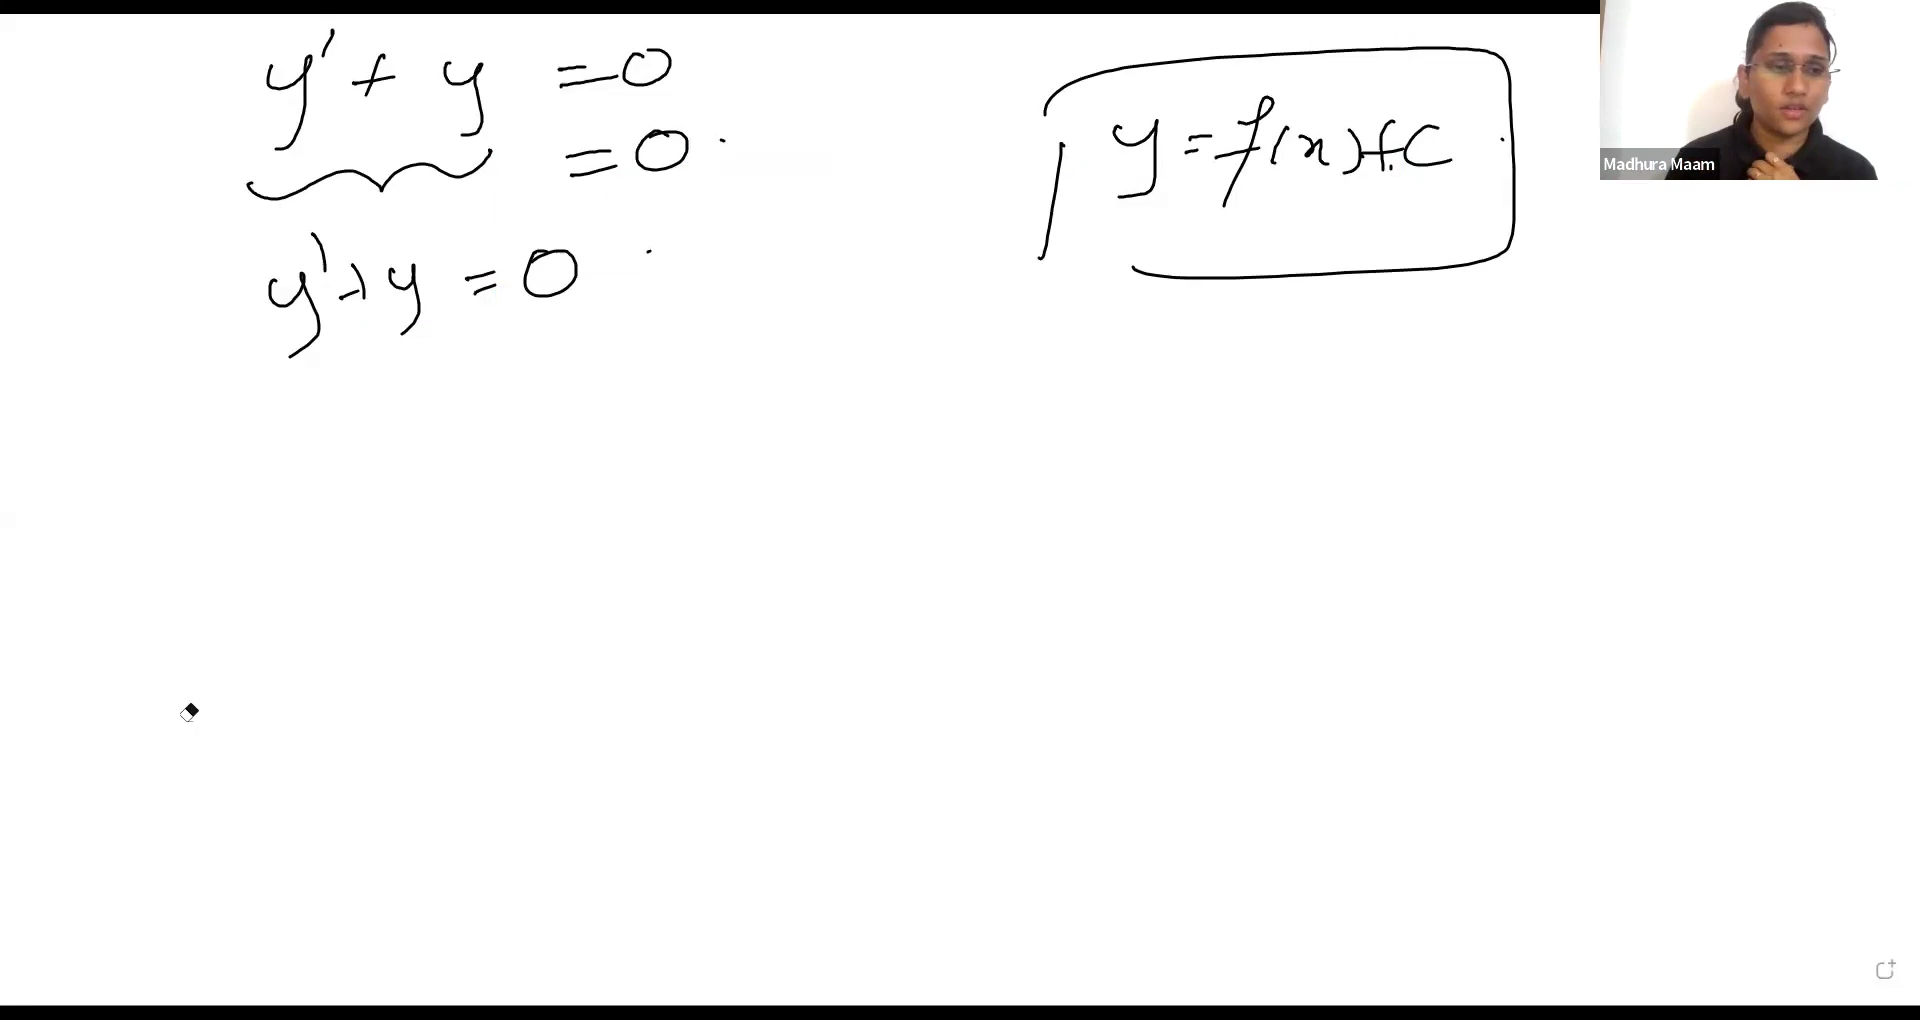 y' + y = 0
= 0 .
y' + y = 0 .
y = f(x) + C
Madhura Maam